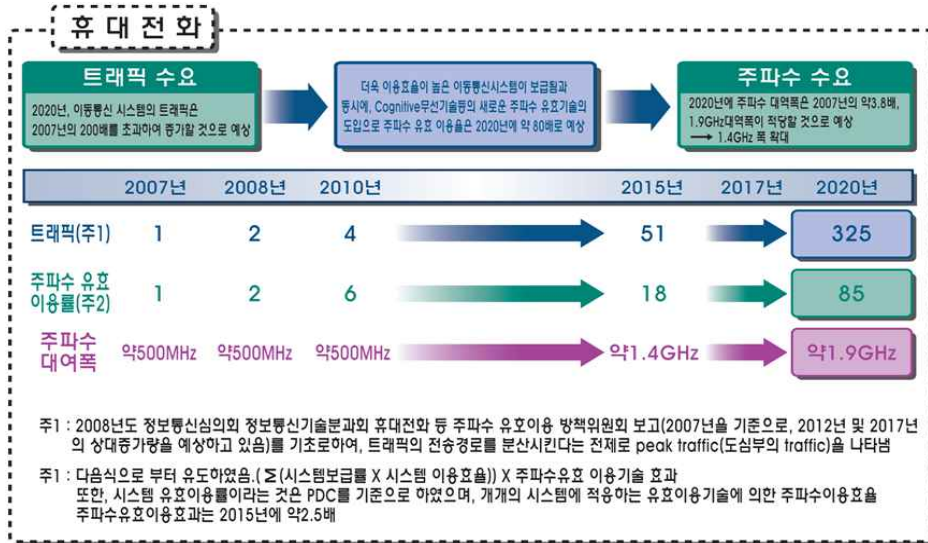 휴대전화
트래픽 수요
2020년, 이동통신 시스템의 트래픽은
2007년의 200배를 초과하여 증가할 것으로 예상
더욱 이용효율이 높은 이동통신시스템이 보급됨과
동시에, Cognitive무선기술등의 새로운 주파수 유효기술의
도입으로 주파수 유효 이용율은 2020년에 약 80배로 예상
주파수 수요
2020년에 주파수 대역폭은 2007년의 약3.8배,
1.9GHz대역폭이 적당할 것으로 예상
→ 1.4GHz 폭 확대
2007년 2008년 2010년 2015년 2017년 2020년
트래픽(주1) 1 2 4 51 325
주파수 유효
이용률(주2) 1 2 6 18 85
주파수
대여폭 약500MHz 약500MHz 약500MHz 약1.4GHz 약1.9GHz
주1 : 2008년도 정보통신심의회 정보통신기술분과회 휴대전화 등 주파수 유효이용 방책위원회 보고(2007년을 기준으로, 2012년 및 2017년
의 상대증가량을 예상하고 있음)를 기초로하여, 트래픽의 전송경로를 분산시킨다는 전제로 peak traffic(도심부의 traffic)을 나타냄
주1 : 다음식으로 부터 유도하였음.(Σ(시스템보급률 X 시스템 이용효율)) X 주파수유효 이용기술 효과
또한, 시스템 유효이용률이라는 것은 PDC를 기준으로 하였으며, 개개의 시스템에 적용하는 유효이용기술에 의한 주파수이용효율
주파수유효이용효과는 2015년에 약2.5배